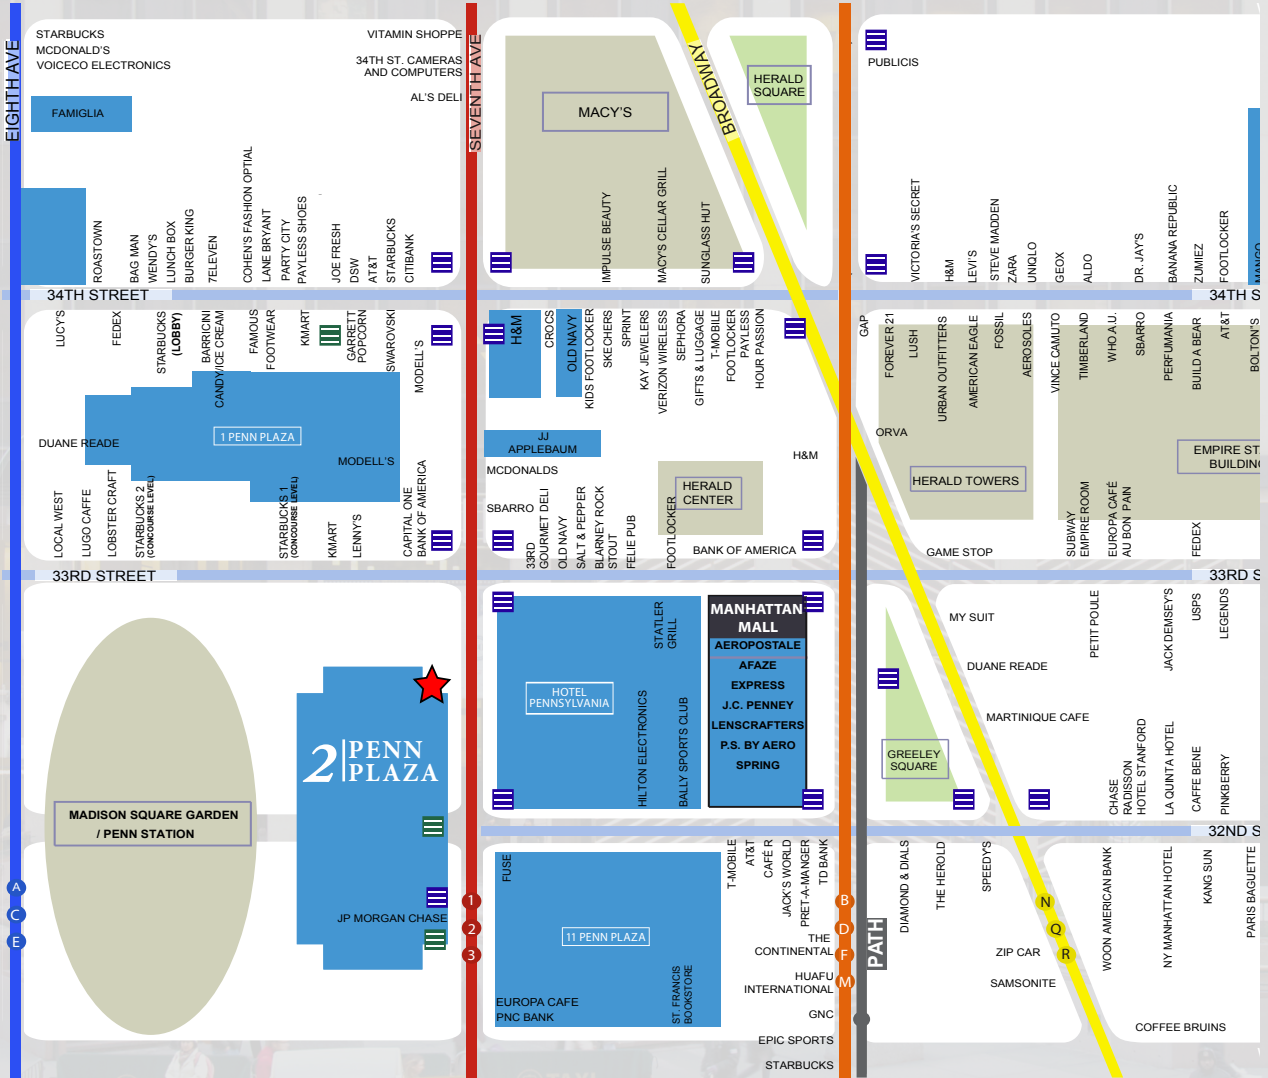 EIGHTH AVE
STARBUCKS
MCDONALD'S
VOICECO ELECTRONICS
FAMIGLIA
VITAMIN SHOPPE
34TH ST. CAMERAS
AND COMPUTERS
AL'S DELI
SEVENTH AVE
MACY'S
BROADWAY
HERALD
SQUARE
PUBLICIS
ROASTOWN
BAG MAN
WENDY'S
LUNCH BOX
BURGER KING
7ELEVEN
COHEN'S FASHION OPTIAL
LANE BRYANT
PARTY CITY
PAYLESS SHOES
JOE FRESH
DSW
AT&T
STARBUCKS
CITIBANK
IMPULSE BEAUTY
MACY'S CELLAR GRILL
SUNGLASS HUT
VICTORIA'S SECRET
H&M
LEVI'S
STEVE MADDEN
ZARA
UNIQLO
GEOX
ALDO
DR. JAY'S
BANANA REPUBLIC
ZUMIEZ
FOOTLOCKER
MANGO
34TH STREET
34TH S
LUCY'S
FEDEX
STARBUCKS
(LOBBY)
BARRICINI
CANDY/ICE CREAM
FAMOUS
FOOTWEAR
KMART
GARRETT
POPCORN
SWAROVSKI
MODELL'S
H&M
CROCS
OLD NAVY
KIDS FOOTLOCKER
SKECHERS
SPRINT
KAY JEWELERS
VERIZON WIRELESS
SEPHORA
GIFTS & LUGGAGE
T-MOBILE
FOOTLOCKER
PAYLESS
HOUR PASSION
GAP
FOREVER 21
LUSH
URBAN OUTFITTERS
AMERICAN EAGLE
FOSSIL
AEROSOLES
VINCE CAMUTO
TIMBERLAND
WHO.A.U.
SBARRO
PERFUMANIA
BUILD A BEAR
AT&T
BOLTON'S
1 PENN PLAZA
DUANE READE
MODELL'S
JJ
APPLEBAUM
MCDONALDS
SBARRO
H&M
ORVA
HERALD
CENTER
HERALD TOWERS
EMPIRE ST
BUILDING
LOCAL WEST
LUGO CAFFE
LOBSTER CRAFT
STARBUCKS 2
(CONCOURSE LEVEL)
STARBUCKS 1
(CONCOURSE LEVEL)
KMART
LENNY'S
CAPITAL ONE
BANK OF AMERICA
33RD
GOURMET DELI
OLD NAVY
SALT & PEPPER
BLARNEY ROCK
STOUT
FELIE PUB
FOOTLOCKER
BANK OF AMERICA
GAME STOP
SUBWAY
EMPIRE ROOM
EUROPA CAFÉ
AU BON PAIN
FEDEX
33RD STREET
33RD S
MADISON SQUARE GARDEN
/ PENN STATION
2 PENN
PLAZA
JP MORGAN CHASE
HOTEL
PENNSYLVANIA
STATLER
GRILL
HILTON ELECTRONICS
BALLY SPORTS CLUB
MANHATTAN
MALL
AEROPOSTALE
AFAZE
EXPRESS
J.C. PENNEY
LENSCRAFTERS
P.S. BY AERO
SPRING
GREELEY
SQUARE
MY SUIT
DUANE READE
MARTINIQUE CAFE
PETIT POULE
JACK DEMSEY'S
USPS
LEGENDS
CHASE
RADISSON
HOTEL STANFORD
LA QUINTA HOTEL
CAFFE BENE
PINKBERRY
32ND S
FUSE
11 PENN PLAZA
EUROPA CAFE
PNC BANK
ST. FRANCIS
BOOKSTORE
T-MOBILE
AT&T
CAFÉ R
JACK'S WORLD
PRET-A-MANGER
TD BANK
THE
CONTINENTAL
HUAFU
INTERNATIONAL
GNC
EPIC SPORTS
STARBUCKS
DIAMOND & DIALS
THE HEROLD
SPEEDY'S
ZIP CAR
SAMSONITE
WOON AMERICAN BANK
NY MANHATTAN HOTEL
KANG SUN
PARIS BAGUETTE
COFFEE BRUINS
A
C
E
1
2
3
B
D
F
M
PATH
N
Q
R